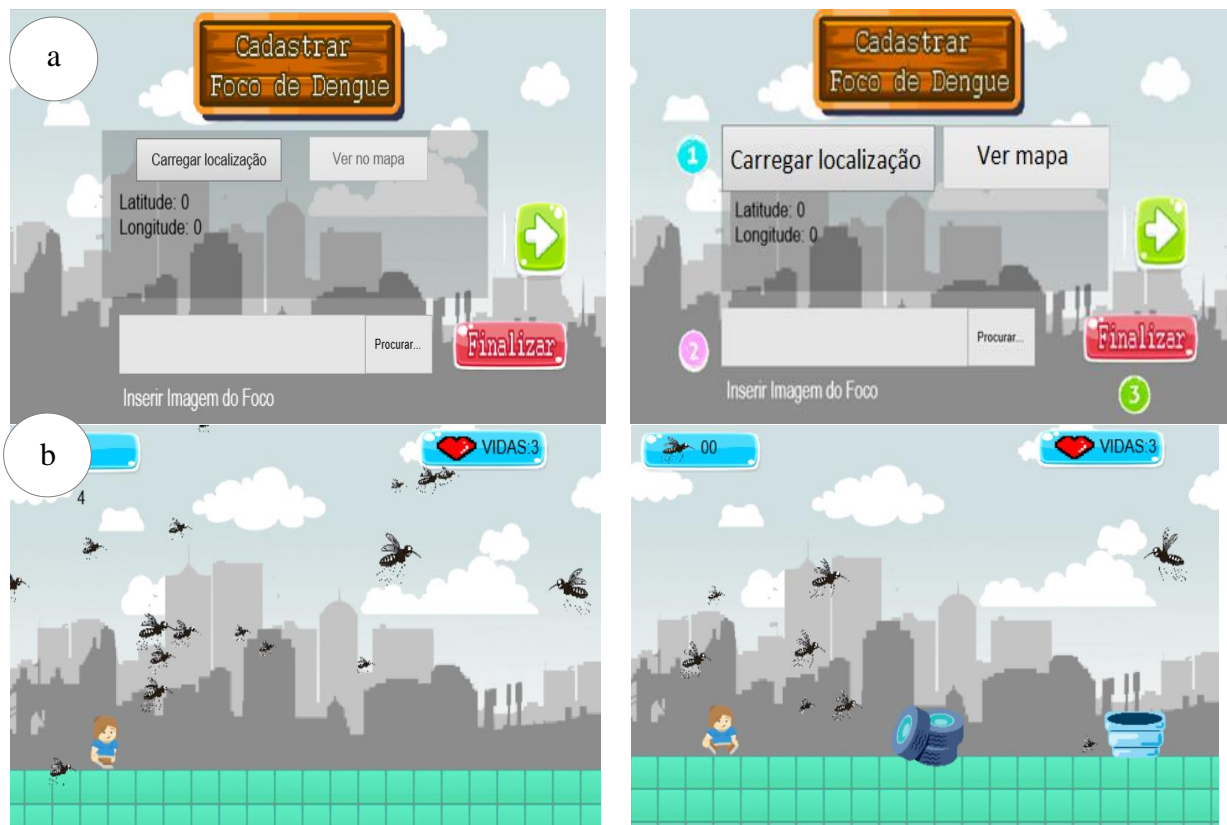 a
Cadastrar
Foco de Dengue
Carregar localização
Ver no mapa
Latitude: 0
Longitude: 0
Procurar...
Finalizar
Inserir Imagem do Foco
Cadastrar
Foco de Dengue
1
Carregar localização
Ver mapa
Latitude: 0
Longitude: 0
2
Procurar...
Finalizar
Inserir Imagem do Foco
3
b
VIDAS:3
4
00
VIDAS:3